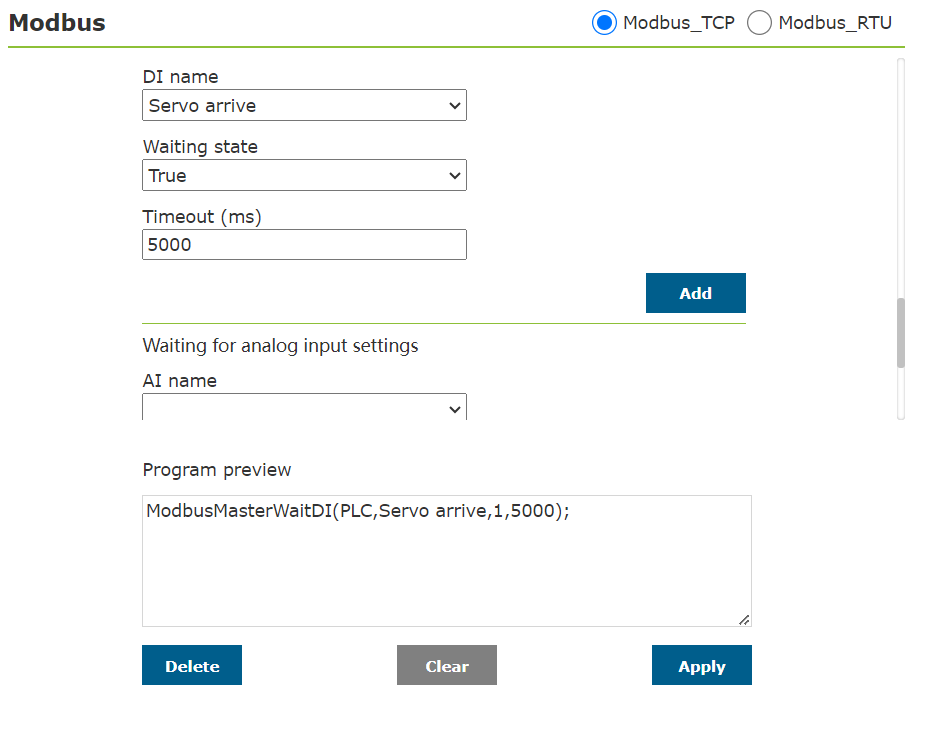 Modbus
Modbus_TCP Modbus_RTU
DI name
Servo arrive
Waiting state
True
Timeout (ms)
5000
Add
Waiting for analog input settings
AI name
Program preview
ModbusMasterWaitDI(PLC,Servo arrive,1,5000);
Delete Clear Apply